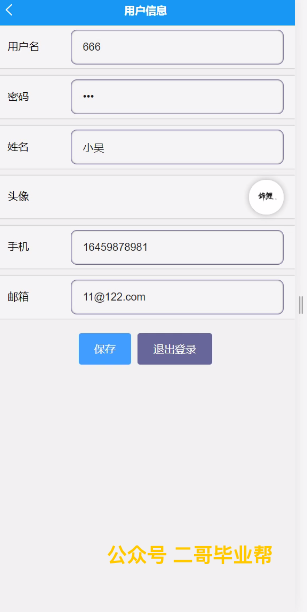 用户信息
用户名 666
密码 •••
姓名 小吴
头像
手机 16459878981
邮箱 11@122.com
保存 退出登录
公众号 二哥毕业帮